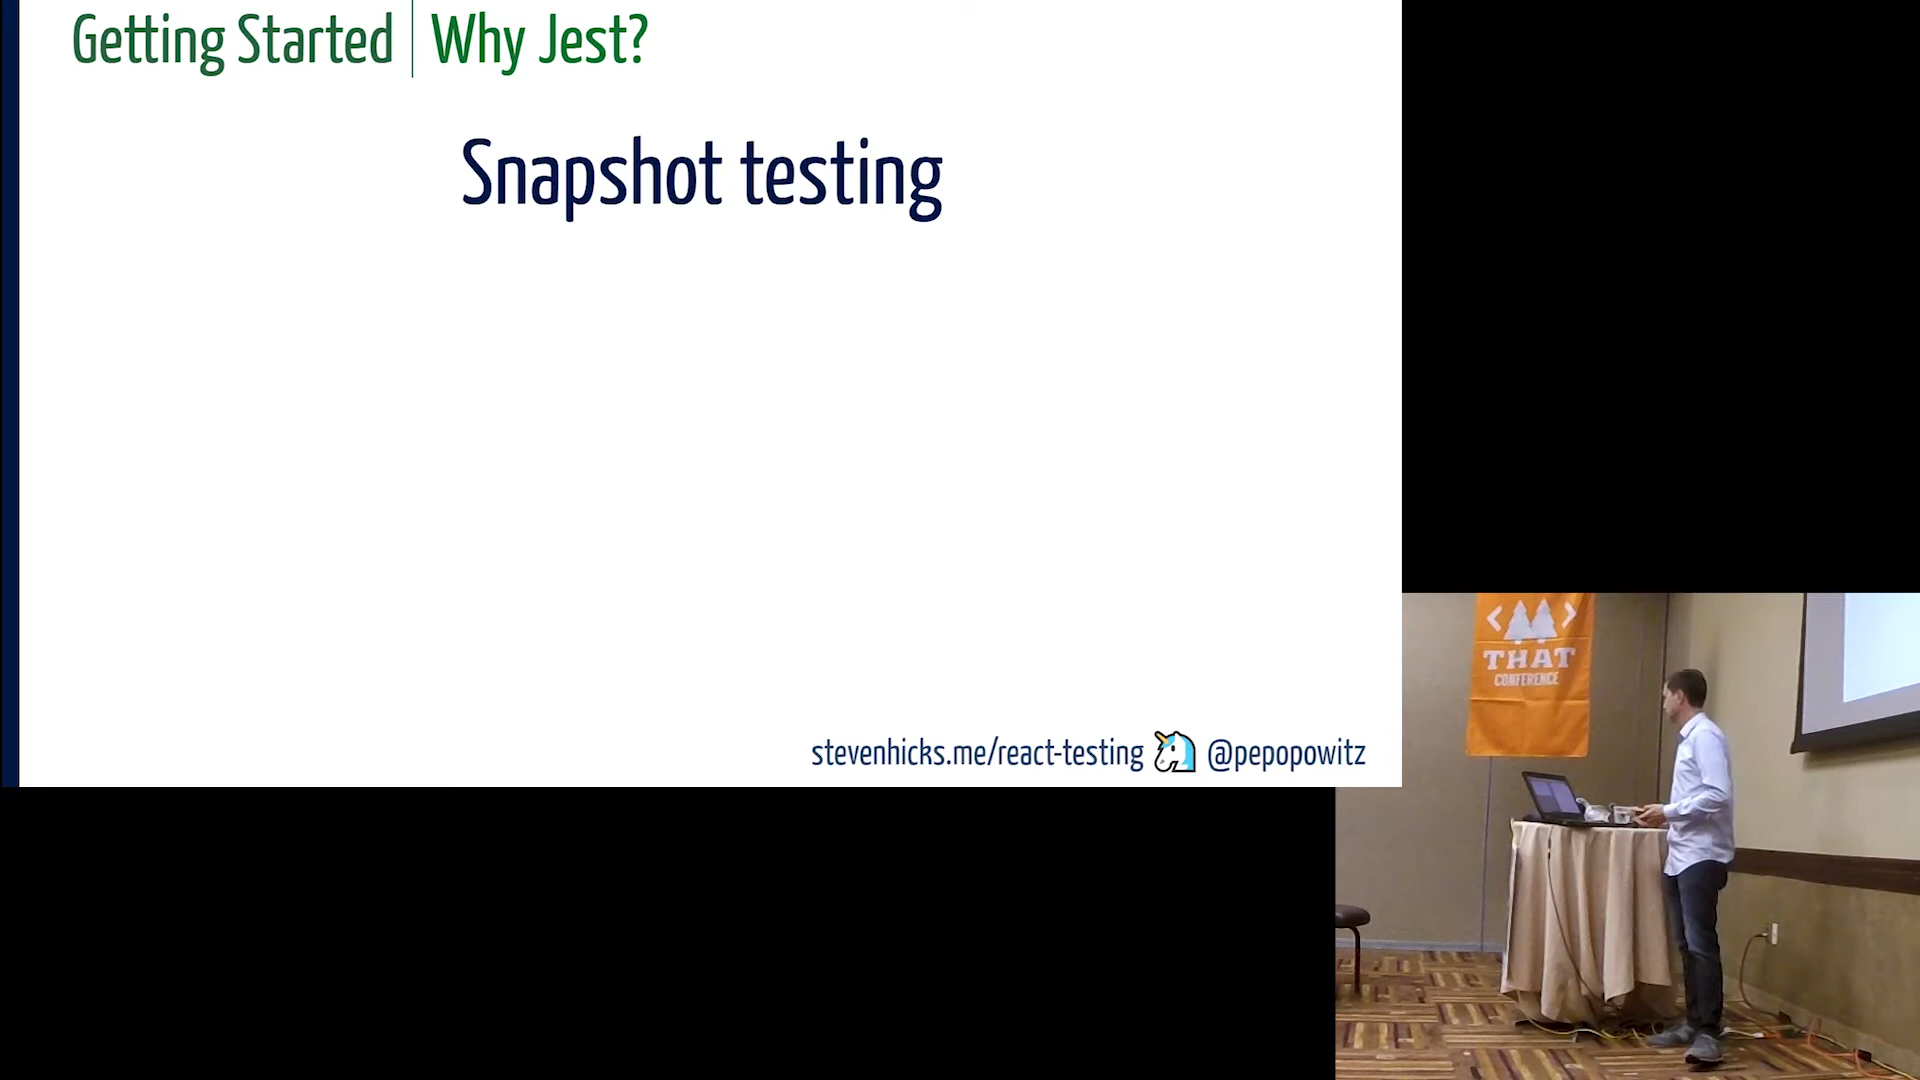 Getting Started | Why Jest?
Snapshot testing
stevenhicks.me/react-testing @pepopowitz
< >
THAT
CONFERENCE